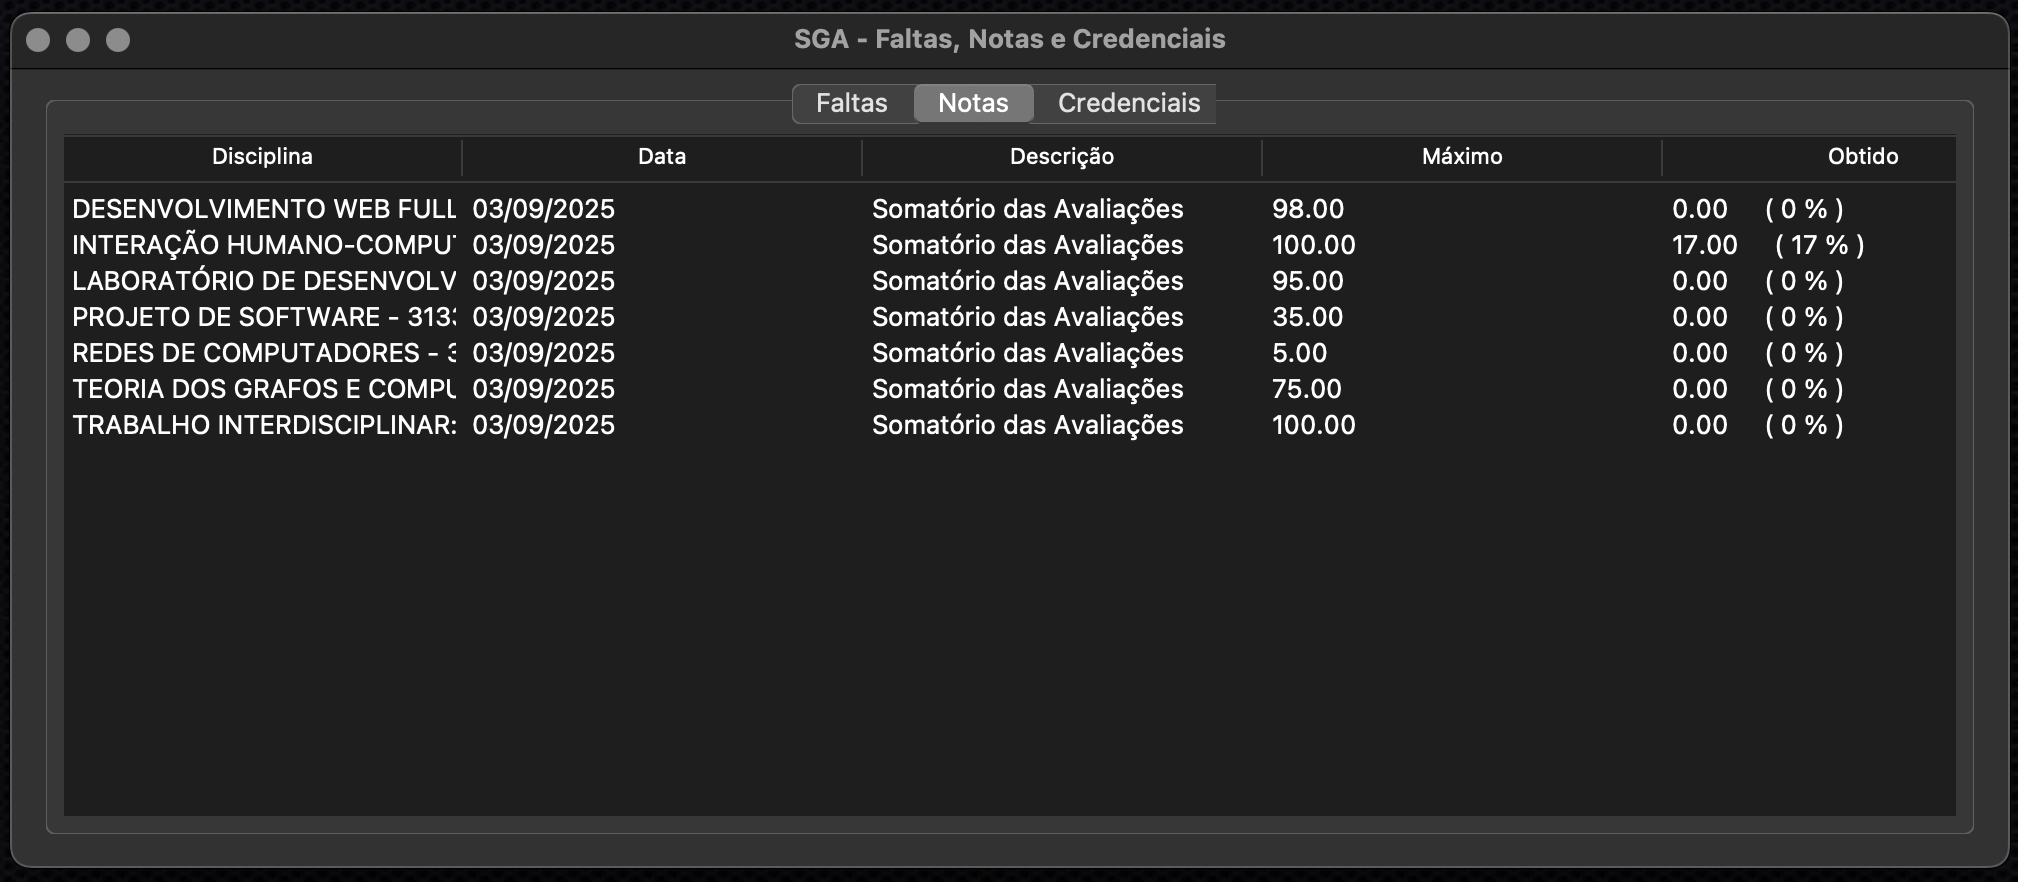 SGA - Faltas, Notas e Credenciais
Faltas Notas Credenciais
Disciplina Data Descrição Máximo Obtido
DESENVOLVIMENTO WEB FULL 03/09/2025 Somatório das Avaliações 98.00 0.00 ( 0 % )
INTERAÇÃO HUMANO-COMPUT 03/09/2025 Somatório das Avaliações 100.00 17.00 ( 17 % )
LABORATÓRIO DE DESENVOLV 03/09/2025 Somatório das Avaliações 95.00 0.00 ( 0 % )
PROJETO DE SOFTWARE - 313 03/09/2025 Somatório das Avaliações 35.00 0.00 ( 0 % )
REDES DE COMPUTADORES - 03/09/2025 Somatório das Avaliações 5.00 0.00 ( 0 % )
TEORIA DOS GRAFOS E COMPU 03/09/2025 Somatório das Avaliações 75.00 0.00 ( 0 % )
TRABALHO INTERDISCIPLINAR: 03/09/2025 Somatório das Avaliações 100.00 0.00 ( 0 % )